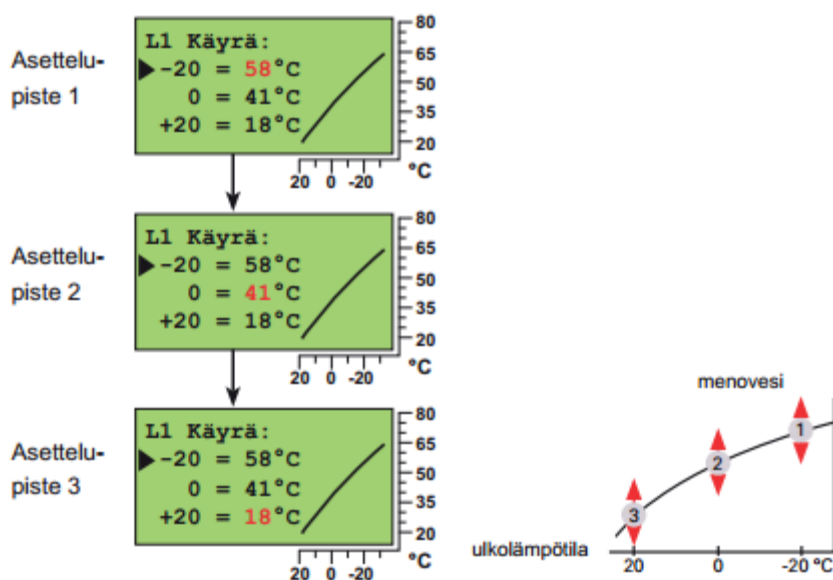 Asettelu-
piste 1
L1 Käyrä:
▶-20 = 58°C
0 = 41°C
+20 = 18°C
80
65
50
35
20
°C
20 0 -20
Asettelu-
piste 2
L1 Käyrä:
▶-20 = 58°C
0 = 41°C
+20 = 18°C
80
65
50
35
20
°C
20 0 -20
Asettelu-
piste 3
L1 Käyrä:
▶-20 = 58°C
0 = 41°C
+20 = 18°C
80
65
50
35
20
°C
20 0 -20
menovesi
1
2
3
ulkolämpötila
20 0 -20 °C